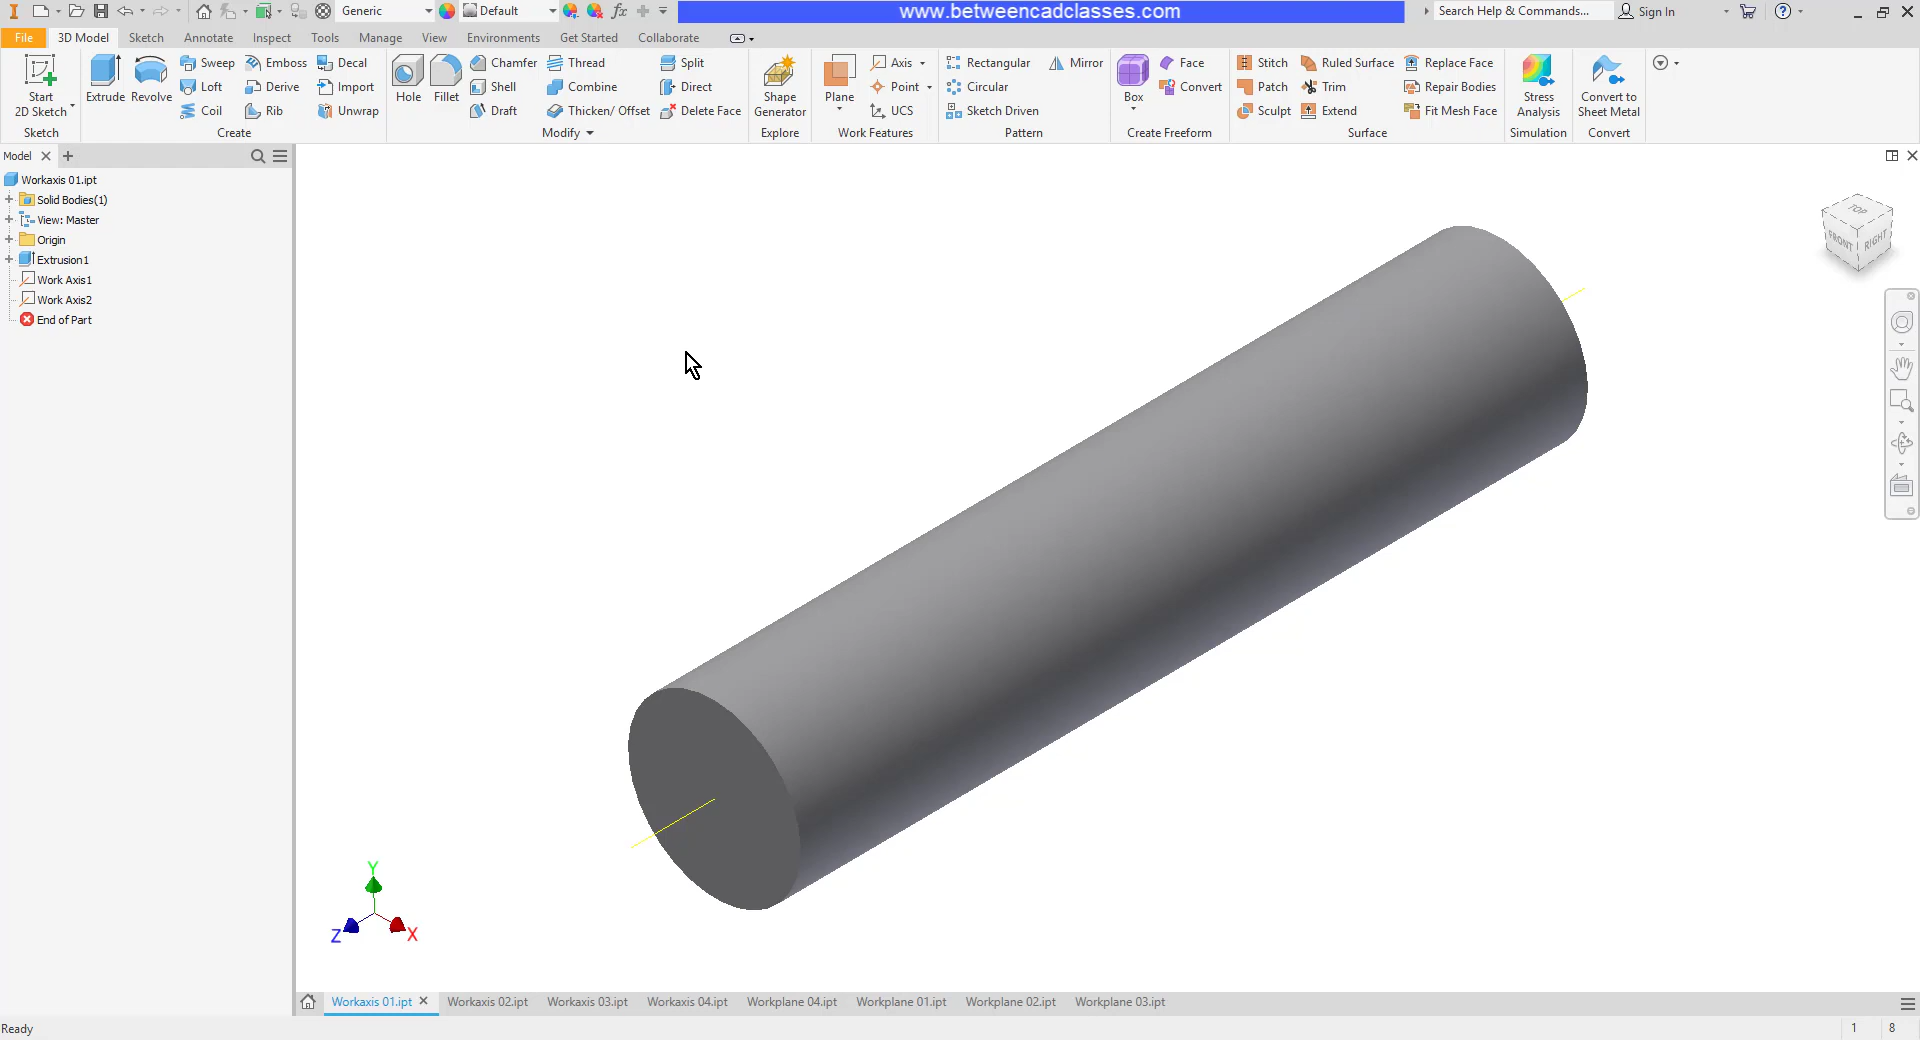 Generic
Default
fx
www.betweencadclasses.com
Search Help & Commands...
Sign In
File
3D Model
Sketch
Annotate
Inspect
Tools
Manage
View
Environments
Get Started
Collaborate
Start
2D Sketch
Extrude
Revolve
Sweep
Loft
Coil
Emboss
Derive
Rib
Decal
Import
Unwrap
Hole
Fillet
Chamfer
Shell
Draft
Thread
Combine
Thicken/ Offset
Split
Direct
Delete Face
Shape
Generator
Plane
Axis
Point
UCS
Rectangular
Circular
Sketch Driven
Mirror
Box
Face
Convert
Stitch
Patch
Sculpt
Ruled Surface
Trim
Extend
Replace Face
Repair Bodies
Fit Mesh Face
Stress
Analysis
Convert to
Sheet Metal
Sketch
Create
Modify
Explore
Work Features
Pattern
Create Freeform
Surface
Simulation
Convert
Model
Workaxis 01.ipt
Solid Bodies(1)
View: Master
Origin
Extrusion1
Work Axis1
Work Axis2
End of Part
TOP
FRONT
RIGHT
Y
Z
X
Workaxis 01.ipt
Workaxis 02.ipt
Workaxis 03.ipt
Workaxis 04.ipt
Workplane 04.ipt
Workplane 01.ipt
Workplane 02.ipt
Workplane 03.ipt
Ready
1
8